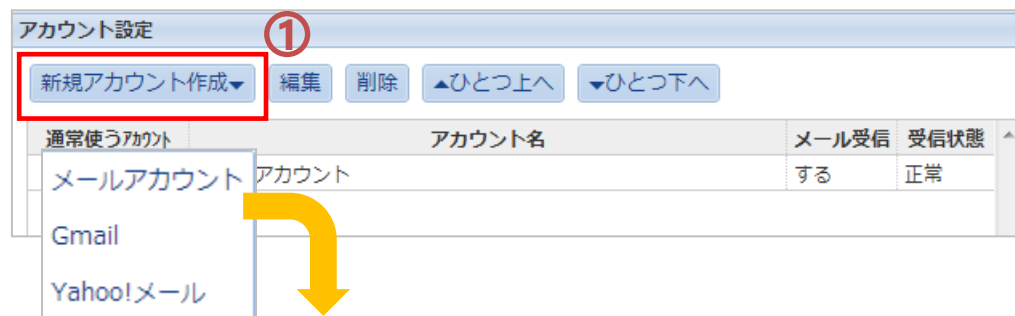 アカウント設定
①
新規アカウント作成▼ 編集 削除 ▲ひとつ上へ ▼ひとつ下へ
通常使うアカウント アカウント名 メール受信 受信状態
アカウント する 正常
メールアカウント
Gmail
Yahoo!メール